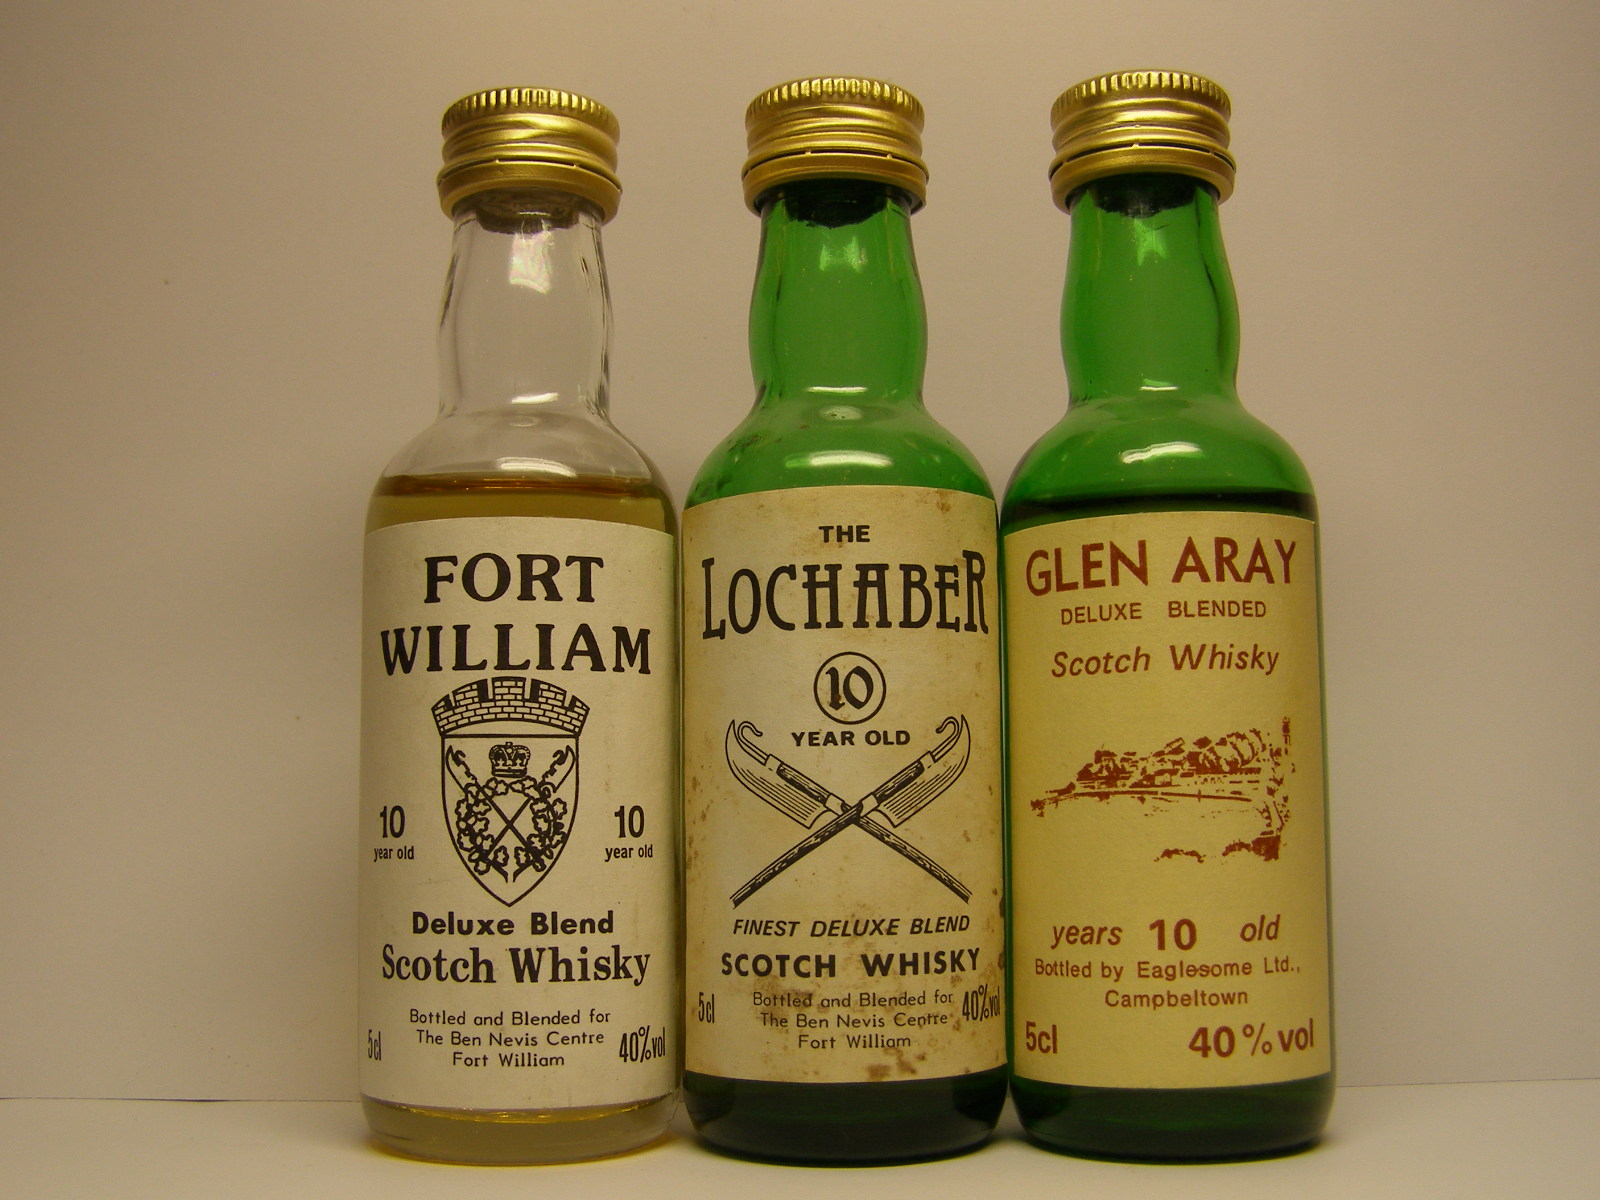 FORT
WILLIAM
10
year old
10
year old
Deluxe Blend
Scotch Whisky
Bottled and Blended for
The Ben Nevis Centre
Fort William
5cl
40%vol
THE
LOCHABER
10
YEAR OLD
FINEST DELUXE BLEND
SCOTCH WHISKY
Bottled and Blended for
The Ben Nevis Centre
Fort William
5cl
40%vol
GLEN ARAY
DELUXE BLENDED
Scotch Whisky
years 10 old
Bottled by Eaglesome Ltd.,
Campbeltown
5cl
40% vol